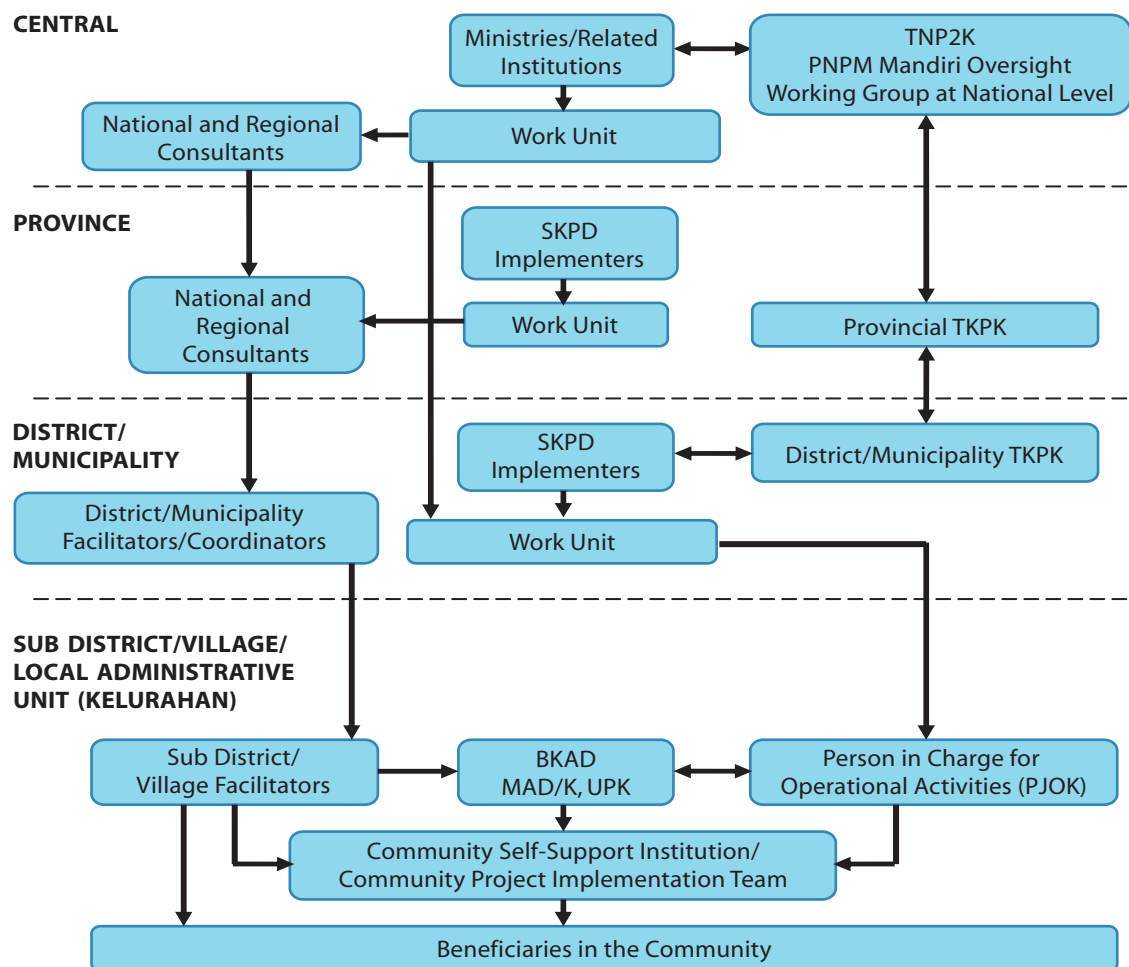 CENTRAL
Ministries/Related
Institutions
TNP2K
PNPM Mandiri Oversight
Working Group at National Level
National and Regional
Consultants
Work Unit
PROVINCE
SKPD
Implementers
National and
Regional
Consultants
Work Unit
Provincial TKPK
DISTRICT/
MUNICIPALITY
SKPD
Implementers
District/Municipality TKPK
District/Municipality
Facilitators/Coordinators
Work Unit
SUB DISTRICT/VILLAGE/
LOCAL ADMINISTRATIVE
UNIT (KELURAHAN)
Sub District/
Village Facilitators
BKAD
MAD/K, UPK
Person in Charge for
Operational Activities (PJOK)
Community Self-Support Institution/
Community Project Implementation Team
Beneficiaries in the Community